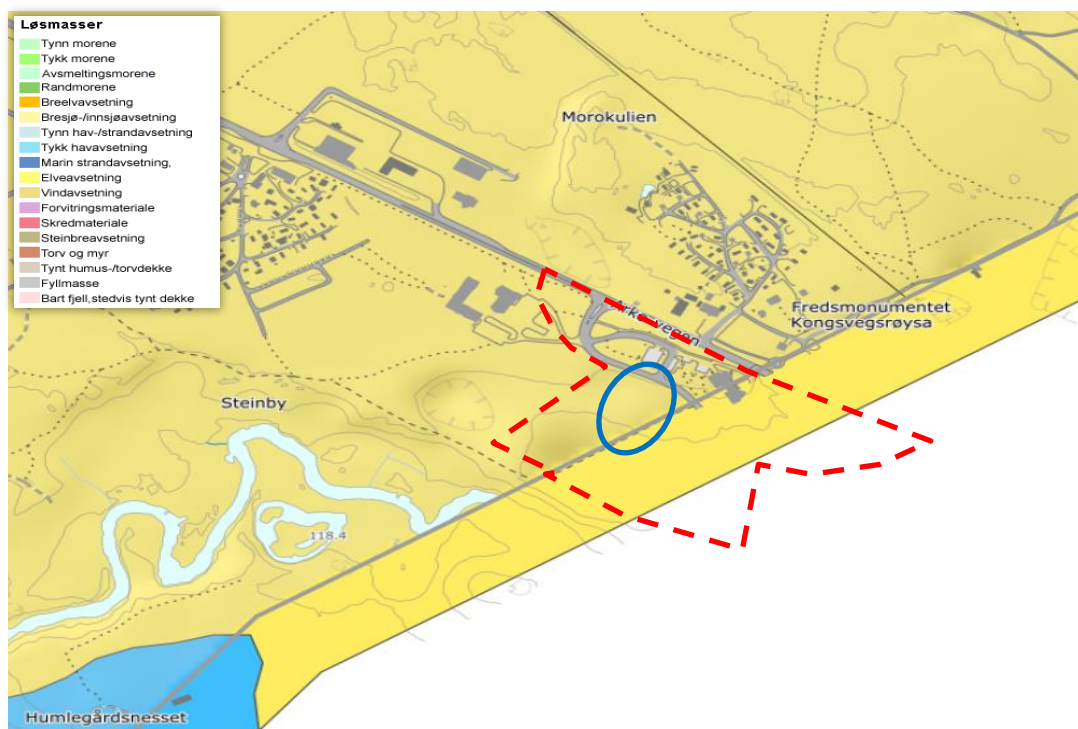 Løsmasser
Tynn morene
Tykk morene
Avsmeltingsmorene
Randmorene
Breelvavsetning
Bresjø-/innsjøavsetning
Tynn hav-/strandavsetning
Tykk havavsetning
Marin strandavsetning,
Elveavsetning
Vindavsetning
Forvitringsmateriale
Skredmateriale
Steinbreavsetning
Torv og myr
Tynt humus-/torvdekke
Fyllmasse
Bart fjell,stedvis tynt dekke
Morokulien
Fredsmonumentet
Kongsvegsrøysa
Steinby
118.4
Humlegårdsnesset